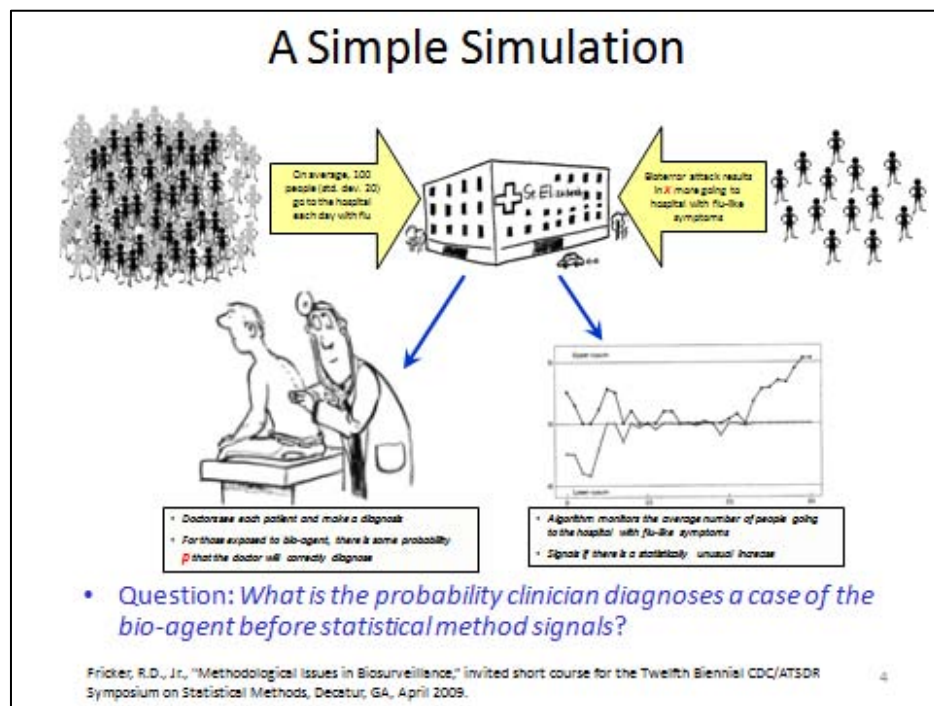 A Simple Simulation
On average, 100
people (std. dev. 20)
go to the hospital
each day with flu
St El
Bioterror attack results
in X more going to
hospital with flu-like
symptoms
• Doctors see each patient and make a diagnosis
• For those exposed to bio-agent, there is some probability
p that the doctor will correctly diagnose
• Algorithm monitors the average number of people going
to the hospital with flu-like symptoms
• Signals if there is a statistically unusual increase
• Question: What is the probability clinician diagnoses a case of the
bio-agent before statistical method signals?
Fricker, R.D., Jr., "Methodological Issues in Biosurveillance," invited short course for the Twelfth Biennial CDC/ATSDR
Symposium on Statistical Methods, Decatur, GA, April 2009.
4